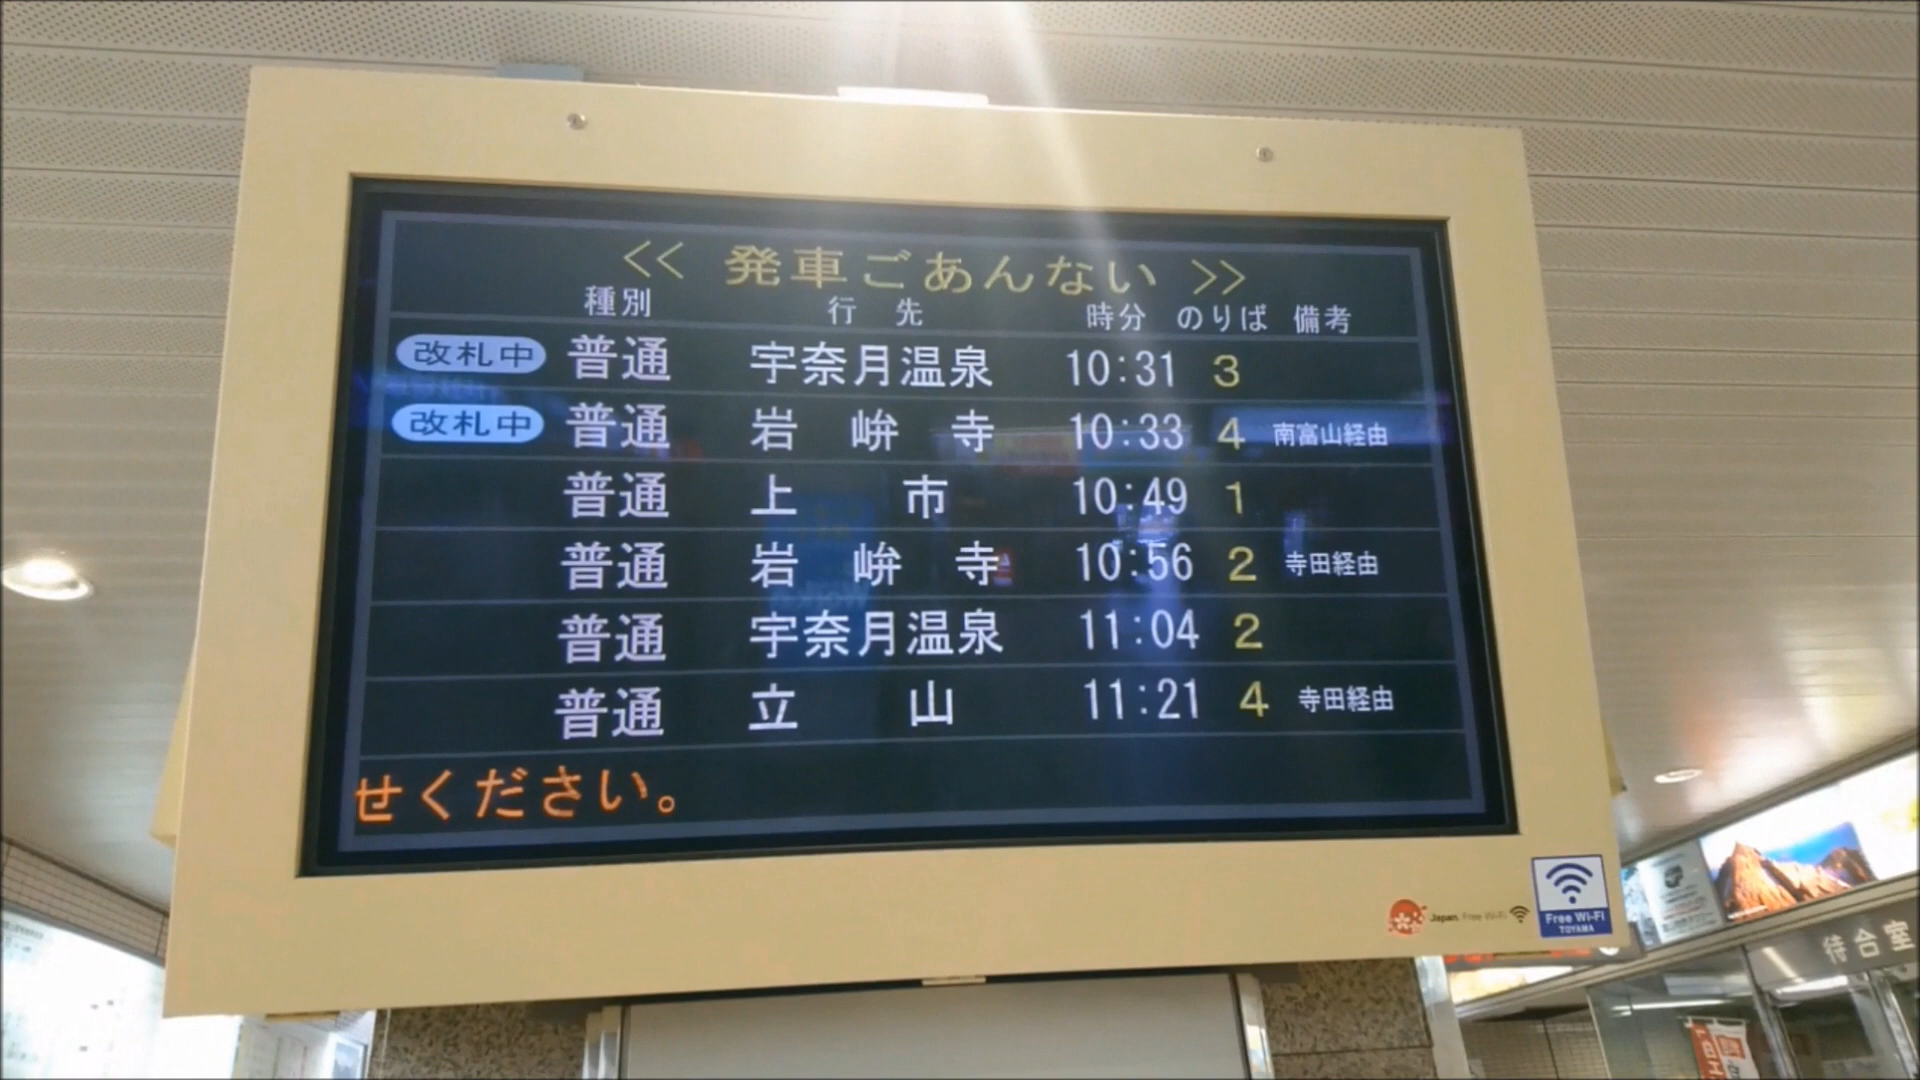 << 発車ごあんない >>
種別 行先 時分 のりば 備考
改札中 普通 宇奈月温泉 10:31 3
改札中 普通 岩峅寺 10:33 4 南富山経由
普通 上市 10:49 1
普通 岩峅寺 10:56 2 寺田経由
普通 宇奈月温泉 11:04 2
普通 立山 11:21 4 寺田経由
せください。
Japan. Free Wi-Fi
Free Wi-Fi
TOYAMA
待合室